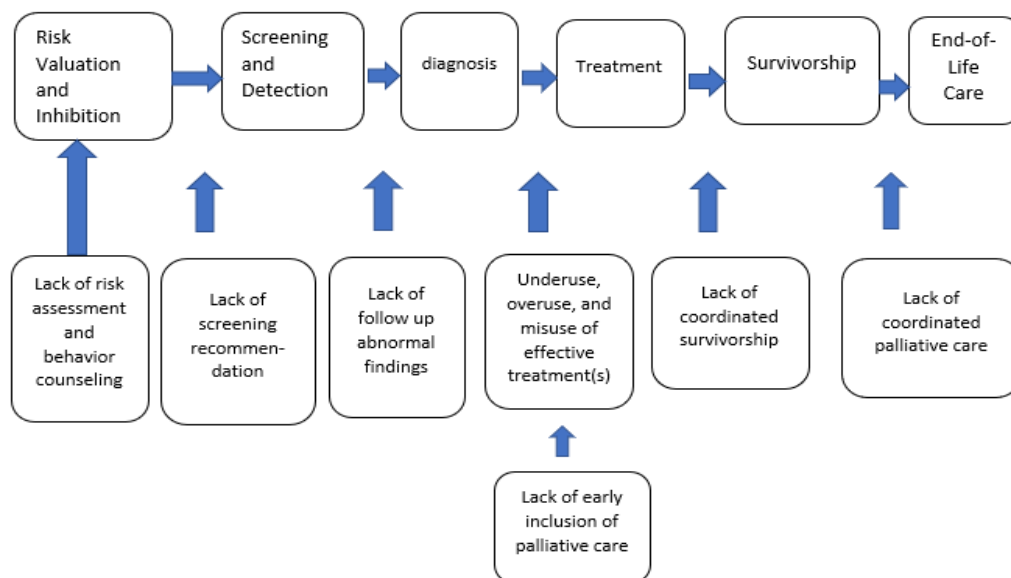 Risk
Valuation
and
Inhibition
Screening
and
Detection
diagnosis
Treatment
Survivorship
End-of-
Life
Care
Lack of risk
assessment
and
behavior
counseling
Lack of
screening
recommen-
dation
Lack of
follow up
abnormal
findings
Underuse,
overuse, and
misuse of
effective
treatment(s)
Lack of
coordinated
survivorship
Lack of
coordinated
palliative care
Lack of early
inclusion of
palliative care